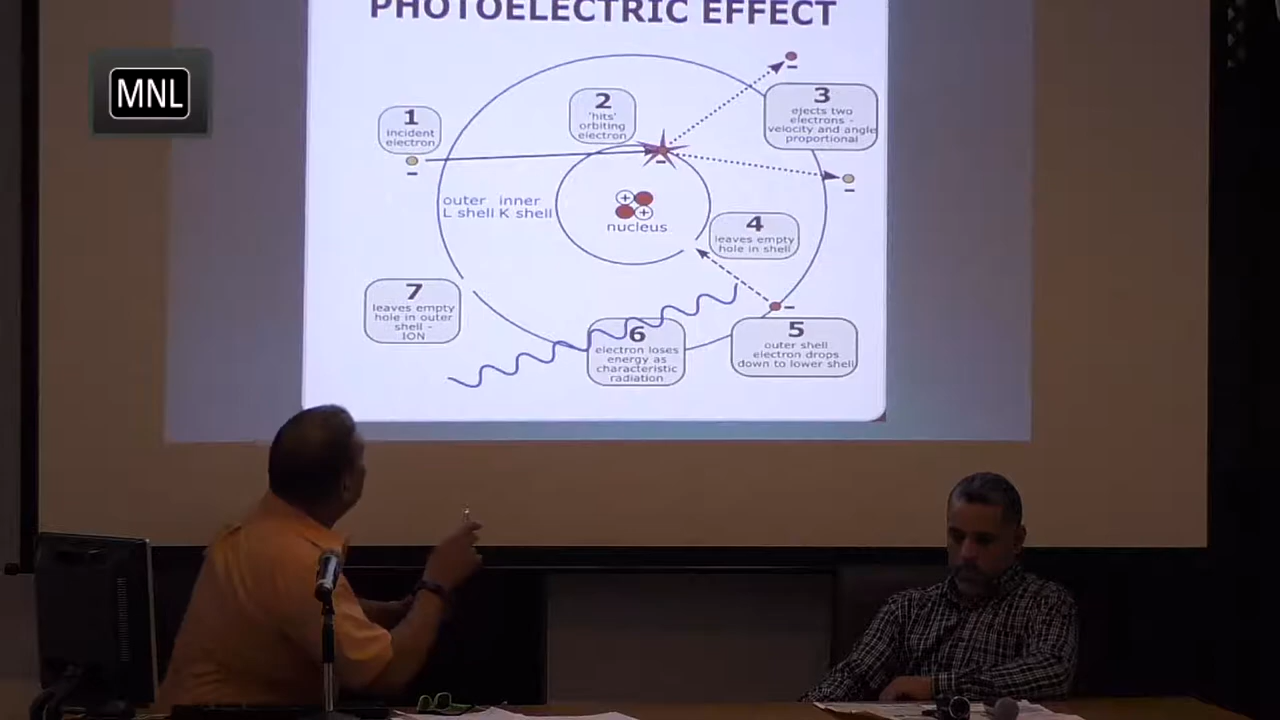 PHOTOELECTRIC EFFECT
MNL
1
incident
electron
2
'hits'
orbiting
electron
3
ejects two
electrons -
velocity and angle
proportional
outer inner
L shell K shell
nucleus
4
leaves empty
hole in shell
7
leaves empty
hole in outer
shell -
ION
6
electron loses
energy as
characteristic
radiation
5
outer shell
electron drops
down to lower shell